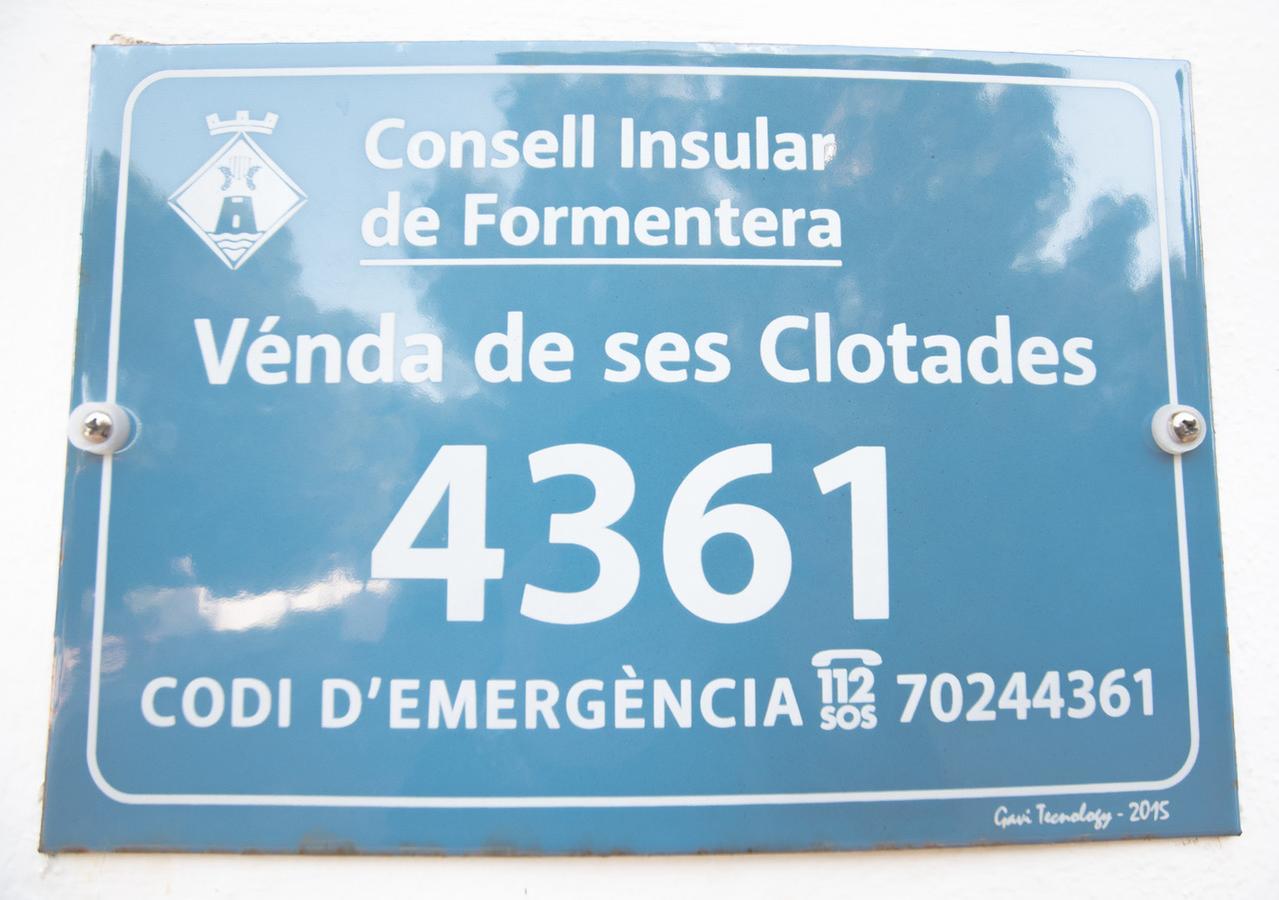 Consell Insular
de Formentera
Vénda de ses Clotades
4361
CODI D'EMERGÈNCIA 112 SOS 70244361
Gavi Tecnology - 2015